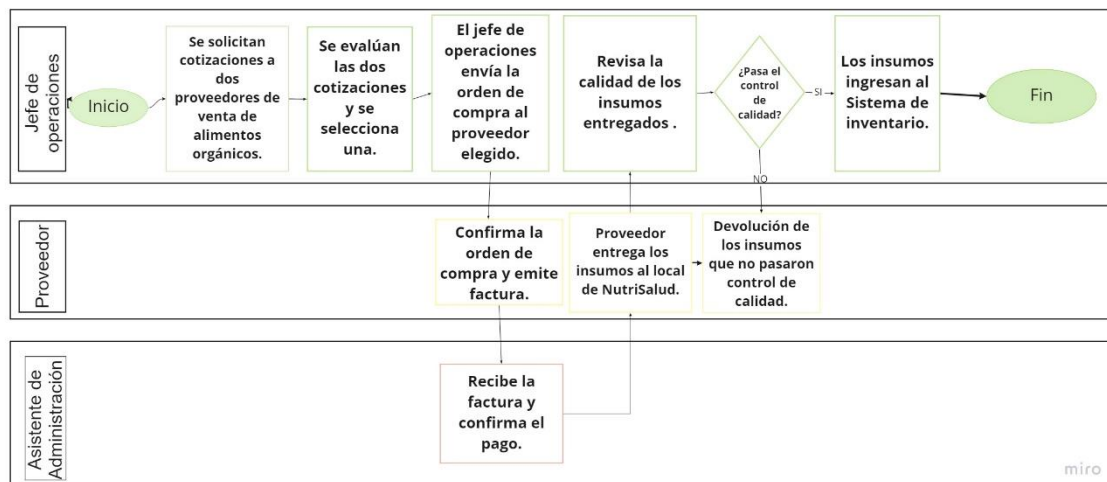 Jefe de
operaciones
Inicio
Se solicitan
cotizaciones a
dos
proveedores de
venta de
alimentos
orgánicos.
Se evalúan
las dos
cotizaciones
y se
selecciona
una.
El jefe de
operaciones
envía la
orden de
compra al
proveedor
elegido.
Revisa la
calidad de los
insumos
entregados .
¿Pasa el
control
de
calidad?
SI
NO
Los insumos
ingresan al
Sistema de
inventario.
Fin
Proveedor
Confirma la
orden de
compra y emite
factura.
Proveedor
entrega los
insumos al local
de NutriSalud.
Devolución de
los insumos
que no pasaron
control de
calidad.
Asistente de
Administración
Recibe la
factura y
confirma el
pago.
miro